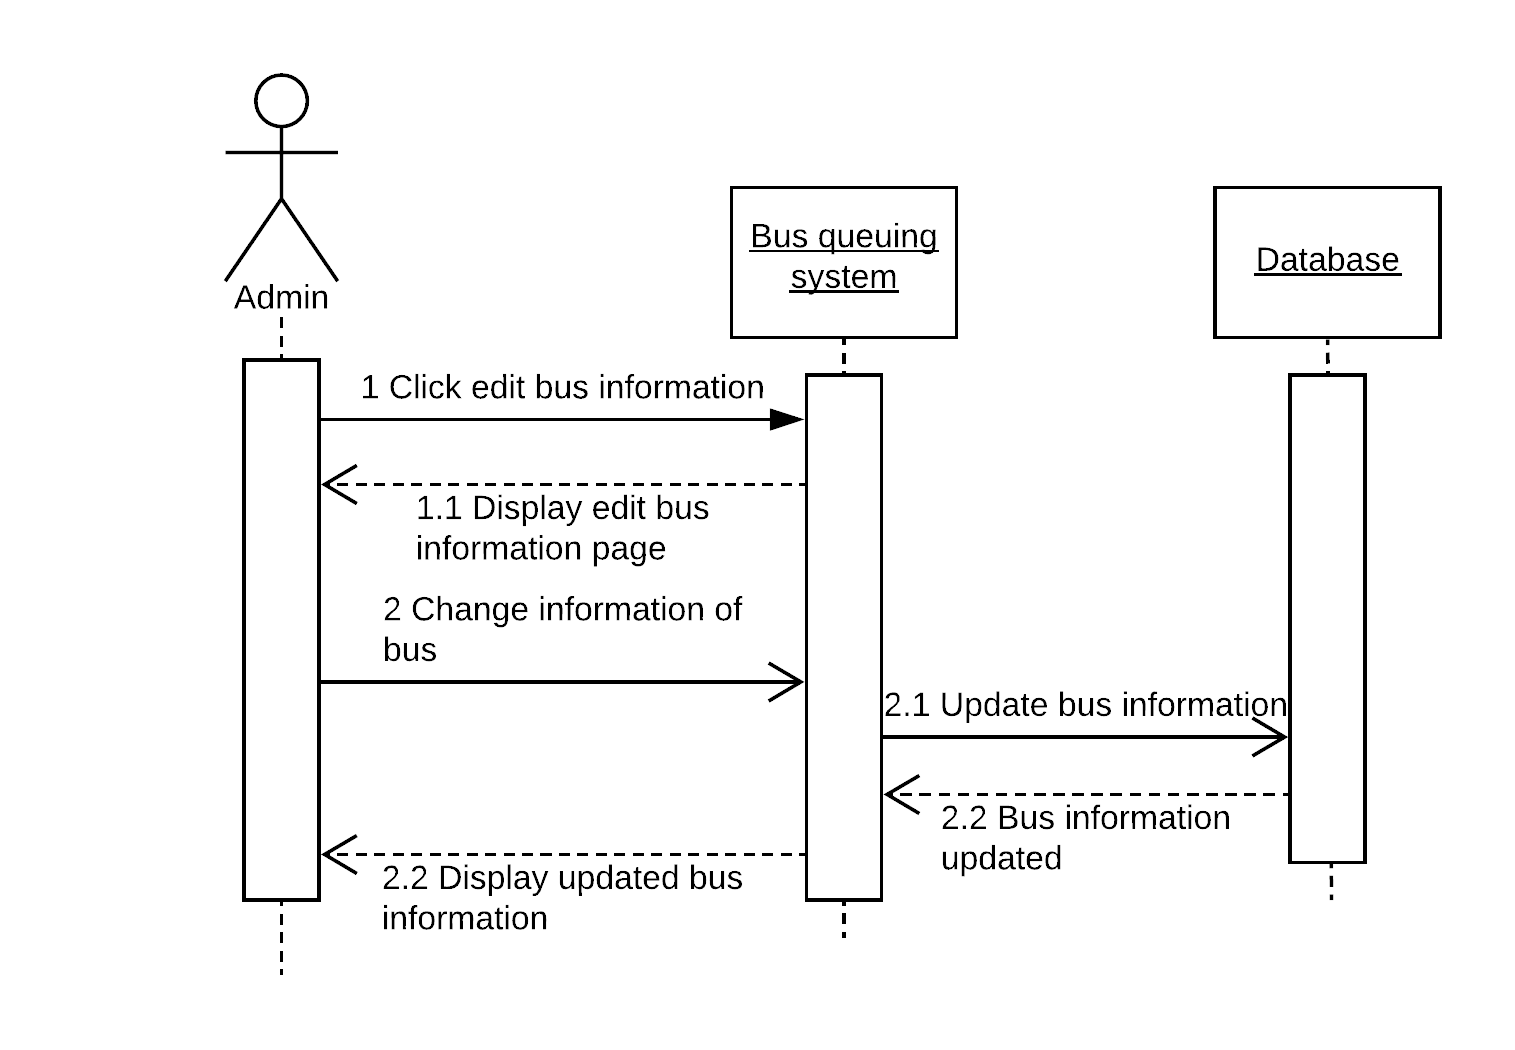 Bus queuing
system
Database
Admin
1 Click edit bus information
1.1 Display edit bus
information page
2 Change information of
bus
2.1 Update bus information
2.2 Bus information
updated
2.2 Display updated bus
information